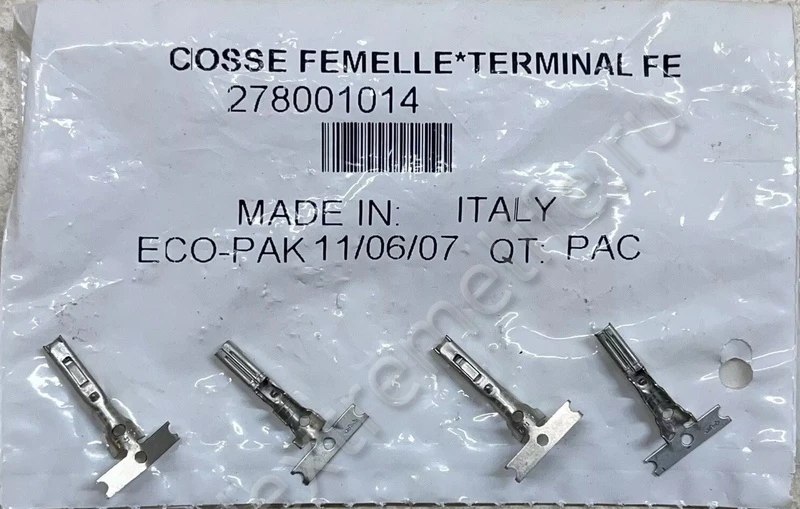 COSSE FEMELLE*TERMINAL FE
278001014
MADE IN: ITALY
ECO-PAK 11/06/07 QT: PAC